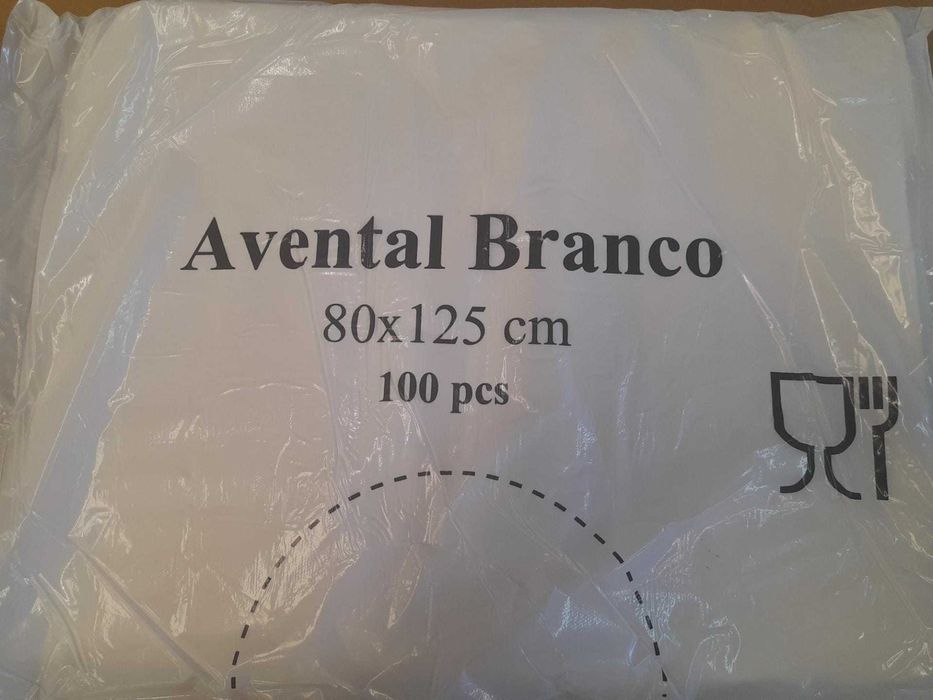 Avental Branco
80x125 cm
100 pcs